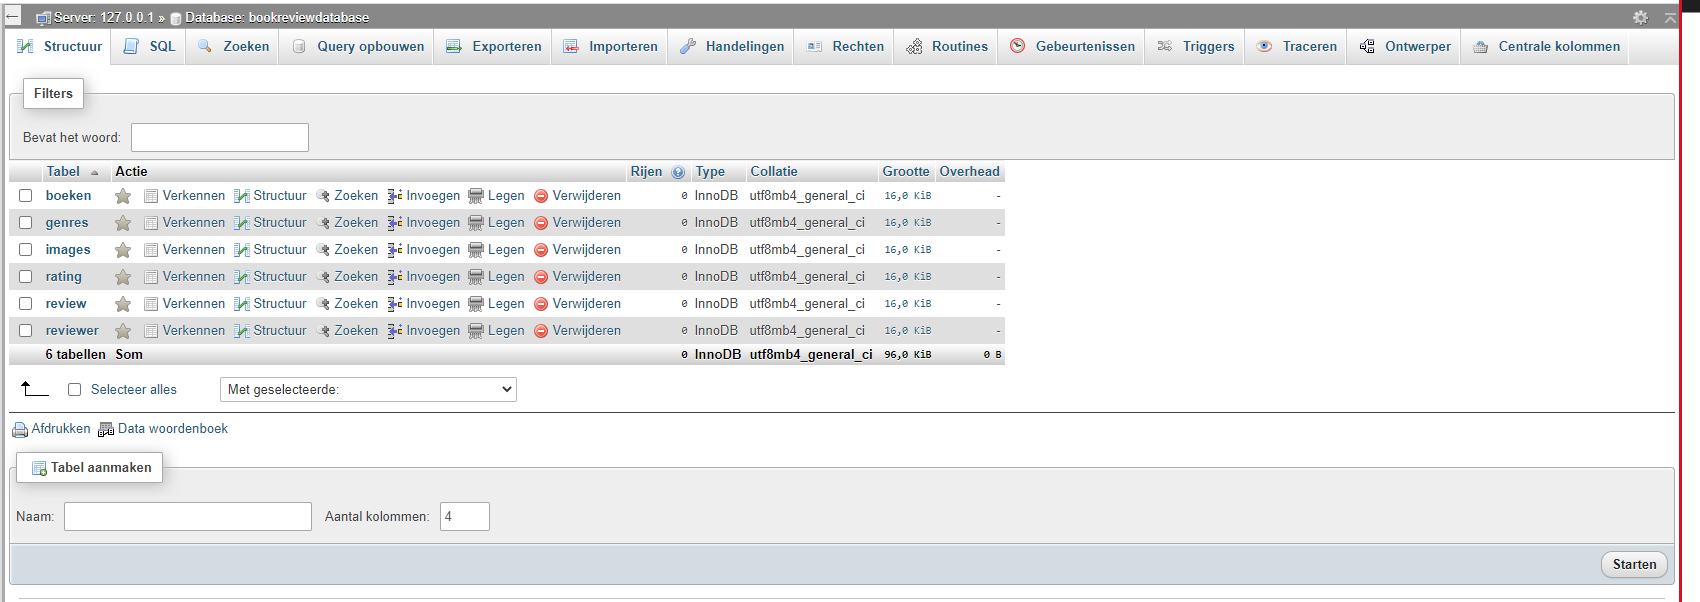 Server: 127.0.0.1 » Database: bookreviewdatabase
Structuur SQL Zoeken Query opbouwen Exporteren Importeren Handelingen Rechten Routines Gebeurtenissen Triggers Traceren Ontwerper Centrale kolommen
Filters
Bevat het woord:
Tabel Actie Rijen Type Collatie Grootte Overhead
boeken Verkennen Structuur Zoeken Invoegen Legen Verwijderen 0 InnoDB utf8mb4_general_ci 16,0 KiB -
genres Verkennen Structuur Zoeken Invoegen Legen Verwijderen 0 InnoDB utf8mb4_general_ci 16,0 KiB -
images Verkennen Structuur Zoeken Invoegen Legen Verwijderen 0 InnoDB utf8mb4_general_ci 16,0 KiB -
rating Verkennen Structuur Zoeken Invoegen Legen Verwijderen 0 InnoDB utf8mb4_general_ci 16,0 KiB -
review Verkennen Structuur Zoeken Invoegen Legen Verwijderen 0 InnoDB utf8mb4_general_ci 16,0 KiB -
reviewer Verkennen Structuur Zoeken Invoegen Legen Verwijderen 0 InnoDB utf8mb4_general_ci 16,0 KiB -
6 tabellen Som 0 InnoDB utf8mb4_general_ci 96,0 KiB 0 B
Selecteer alles Met geselecteerde:
Afdrukken Data woordenboek
Tabel aanmaken
Naam: Aantal kolommen: 4
Starten